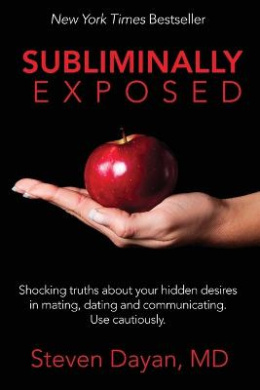 New York Times Bestseller
SUBLIMINALLY
EXPOSED
Shocking truths about your hidden desires
in mating, dating and communicating.
Use cautiously.
Steven Dayan, MD